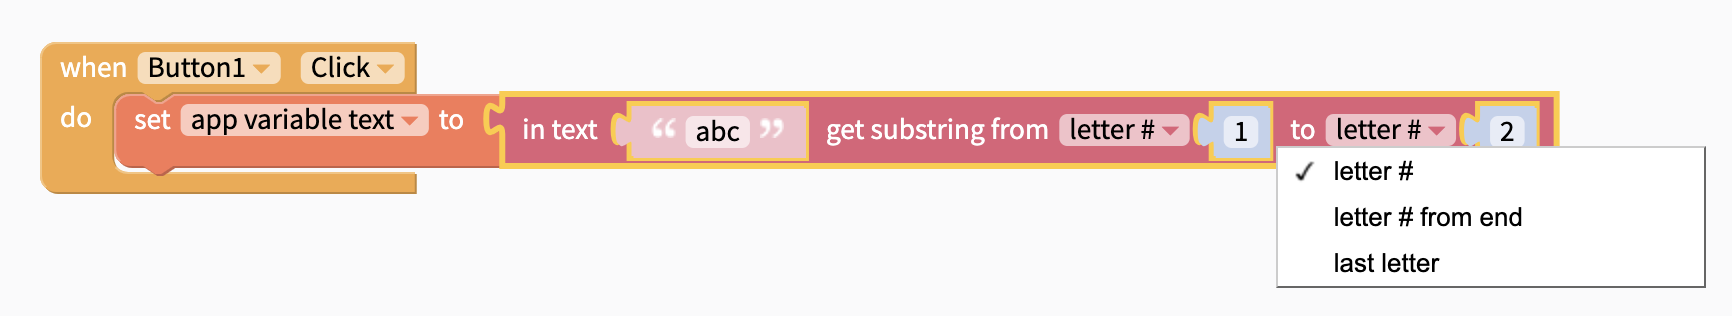 when Button1 Click
do set app variable text to in text “ abc ” get substring from letter # 1 to letter # 2
✓ letter #
letter # from end
last letter